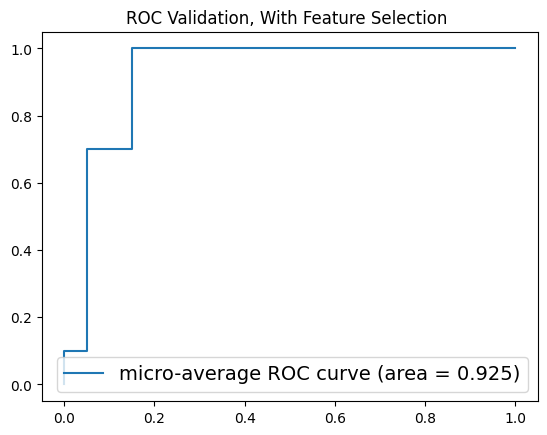 ROC Validation, With Feature Selection
1.0
0.8
0.6
0.4
0.2
0.0
micro-average ROC curve (area = 0.925)
0.0 0.2 0.4 0.6 0.8 1.0